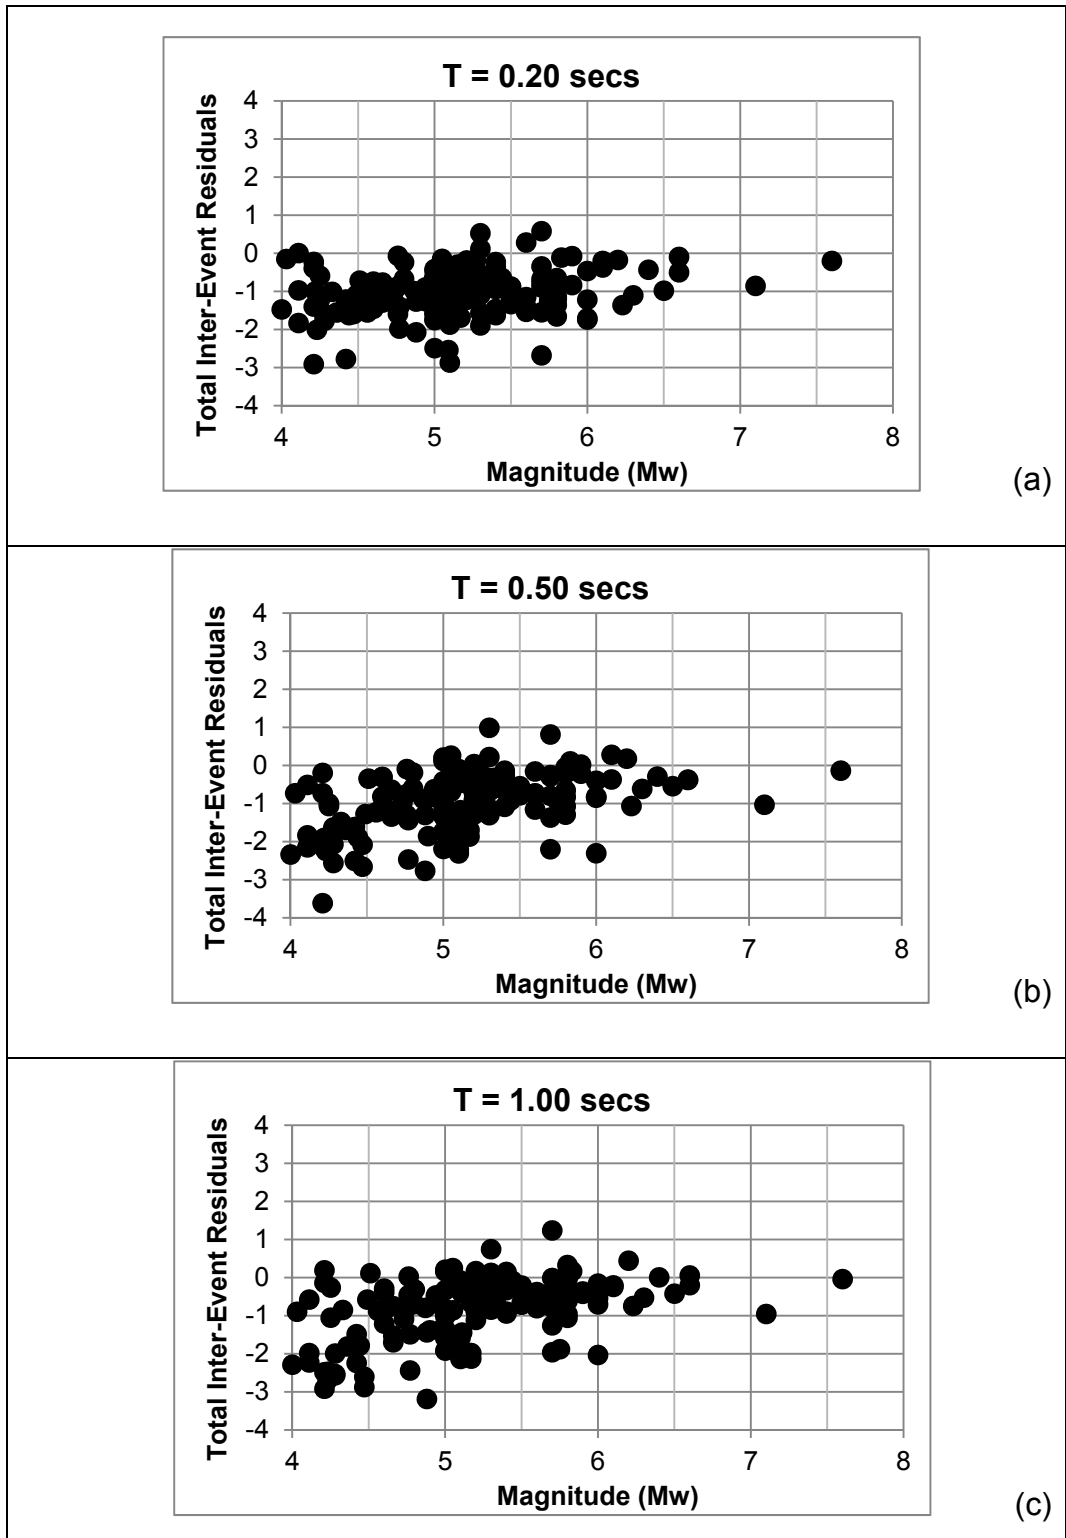 T = 0.20 secs
Total Inter-Event Residuals
4
3
2
1
0
-1
-2
-3
-4
4 5 6 7 8
Magnitude (Mw)
(a)
T = 0.50 secs
Total Inter-Event Residuals
4
3
2
1
0
-1
-2
-3
-4
4 5 6 7 8
Magnitude (Mw)
(b)
T = 1.00 secs
Total Inter-Event Residuals
4
3
2
1
0
-1
-2
-3
-4
4 5 6 7 8
Magnitude (Mw)
(c)